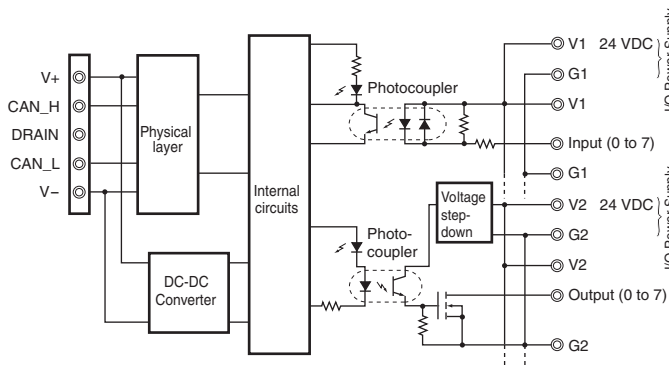 V+
CAN_H
DRAIN
CAN_L
V−
Physical
layer
DC-DC
Converter
Internal
circuits
Photocoupler
Photo-
coupler
Voltage
step-
down
V1 24 VDC
G1
V1
Input (0 to 7)
G1
V2 24 VDC
G2
V2
Output (0 to 7)
G2
I/O Power Supply
I/O Power Supply